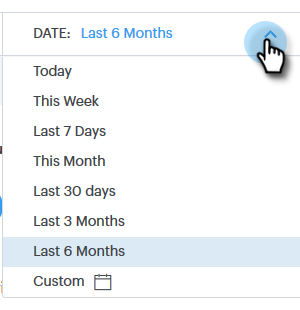 DATE: Last 6 Months
Today
This Week
Last 7 Days
This Month
Last 30 days
Last 3 Months
Last 6 Months
Custom